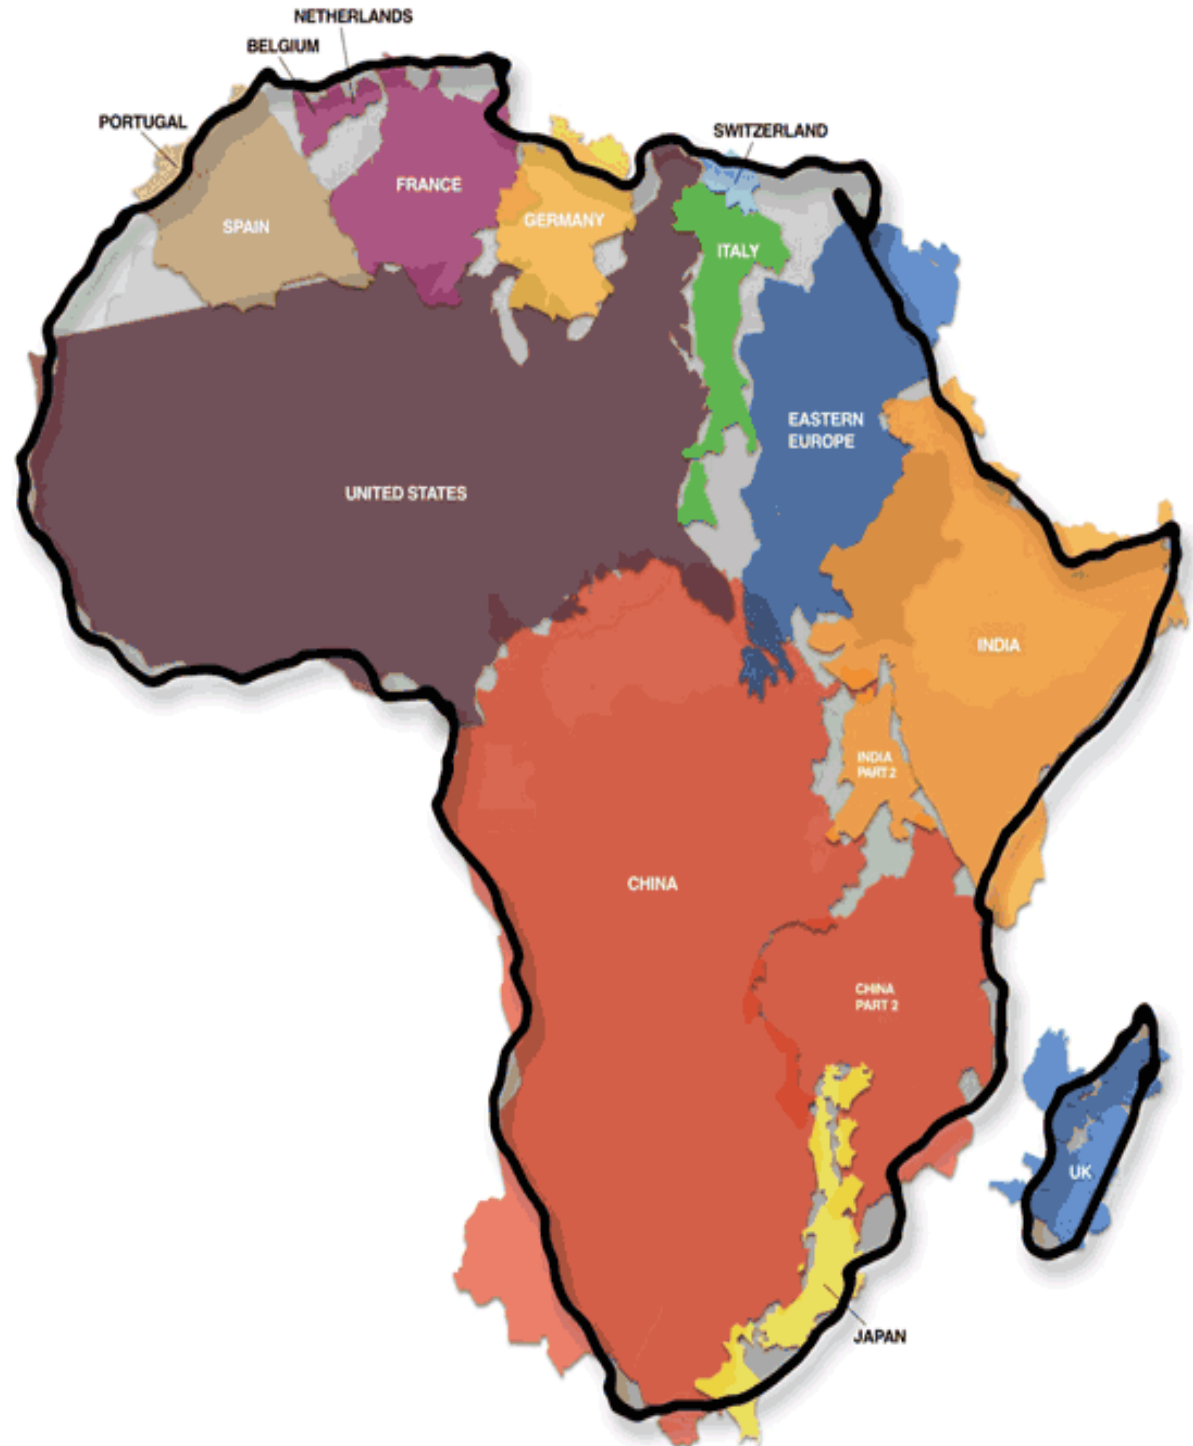 NETHERLANDS
BELGIUM
PORTUGAL
SWITZERLAND
FRANCE
SPAIN
GERMANY
ITALY
EASTERN
EUROPE
UNITED STATES
INDIA
INDIA
PART 2
CHINA
CHINA
PART 2
UK
JAPAN